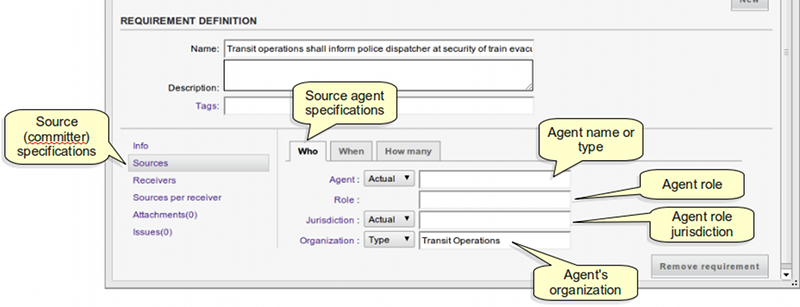 New
REQUIREMENT DEFINITION
Name: Transit operations shall inform police dispatcher at security of train evacu
Description:
Tags:
Source agent
specifications
Source
(committer)
specifications
Agent name or
type
Info
Sources
Receivers
Sources per receiver
Attachments(0)
Issues(0)
Who When How many
Agent : Actual
Role :
Jurisdiction : Actual
Organization : Type Transit Operations
Agent role
Agent role
jurisdiction
Agent's
organization
Remove requirement